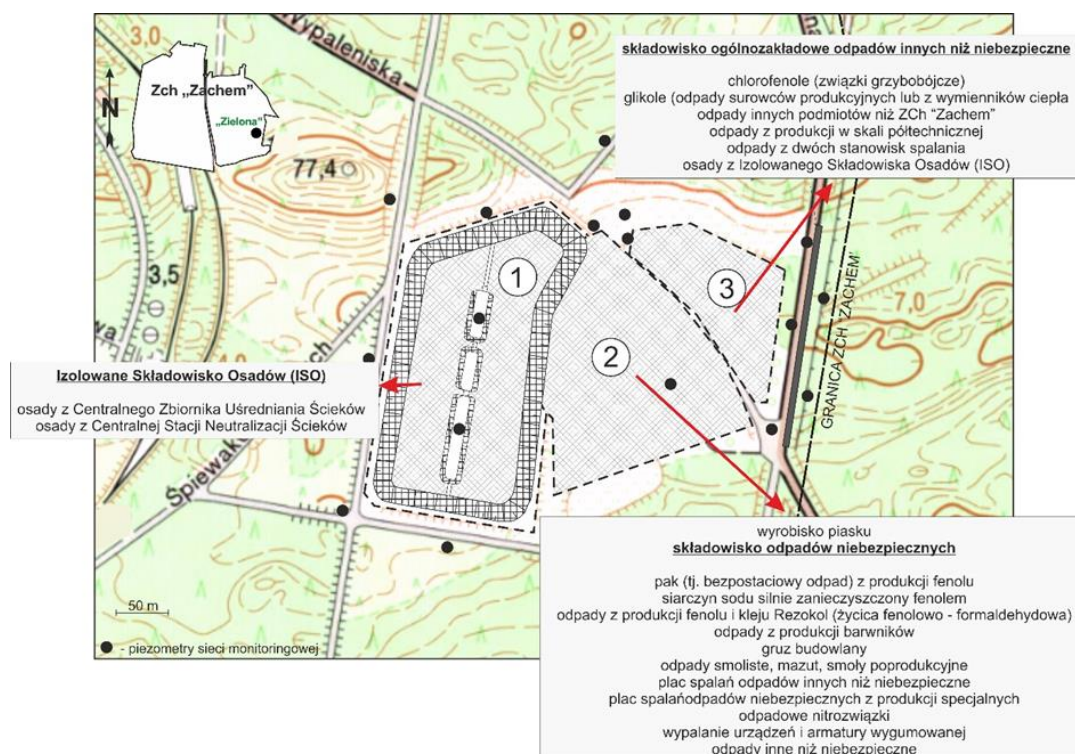 3,0
Wypaleniska
Zch „Zachem”
„Zielona”
N
77,4
3,5
składowisko ogólnozakładowe odpadów innych niż niebezpieczne
chlorofenole (związki grzybobójcze)
glikole (odpady surowców produkcyjnych lub z wymienników ciepła
odpady innych podmiotów niż ZCh “Zachem”
odpady z produkcji w skali półtechnicznej
odpady z dwóch stanowisk spalania
osady z Izolowanego Składowiska Osadów (ISO)
1
2
3
7,0
GRANICA ZCH "ZACHEM"
Izolowane Składowisko Osadów (ISO)
osady z Centralnego Zbiornika Uśredniania Ścieków
osady z Centralnej Stacji Neutralizacji Ścieków
wyrobisko piasku
składowisko odpadów niebezpiecznych
pak (tj. bezpostaciowy odpad) z produkcji fenolu
siarczyn sodu silnie zanieczyszczony fenolem
odpady z produkcji fenolu i kleju Rezokol (życica fenolowo - formaldehydowa)
odpady z produkcji barwników
gruz budowlany
odpady smoliste, mazut, smoły poprodukcyjne
plac spalań odpadów innych niż niebezpieczne
plac spalańodpadów niebezpiecznych z produkcji specjalnych
odpadowe nitrozwiązki
wypalanie urządzeń i armatury wygumowanej
odpady inne niż niebezpieczne
50 m
- piezometry sieci monitoringowej